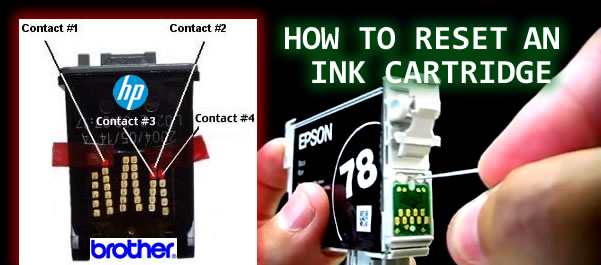 Contact #1
Contact #2
hp
Contact #3
Contact #4
brother®
HOW TO RESET AN
INK CARTRIDGE
EPSON
78